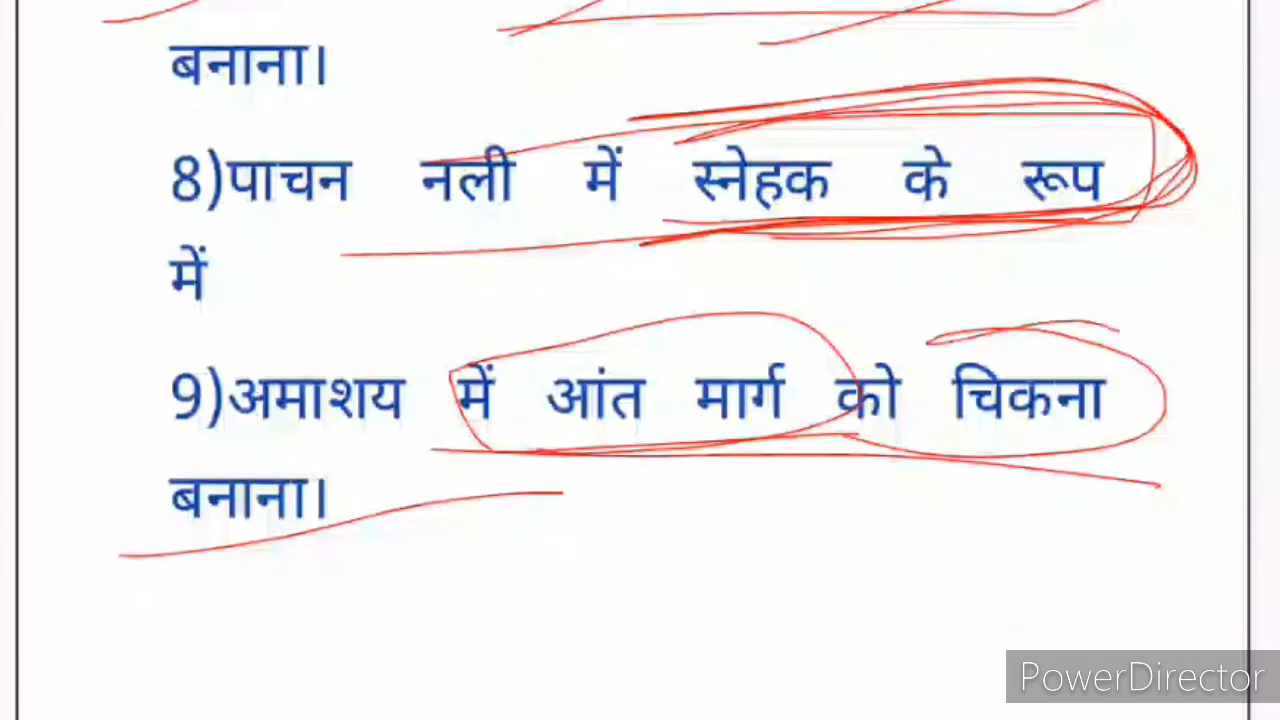 बनाना।
8)पाचन नली में स्नेहक के रूप
में
9)अमाशय में आंत मार्ग को चिकना
बनाना।
PowerDirector